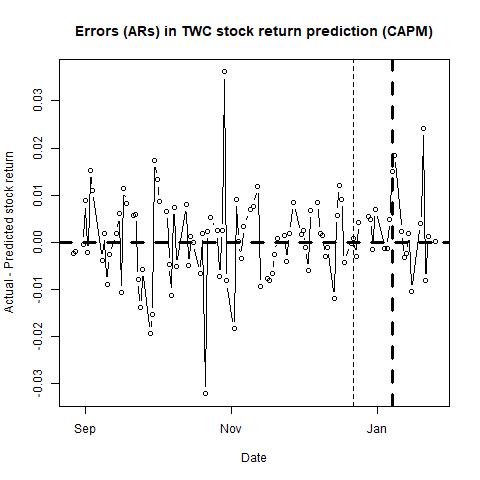 Errors (ARs) in TWC stock return prediction (CAPM)
Actual - Predicted stock return
0.03
0.02
0.01
0.00
-0.01
-0.02
-0.03
Sep Nov Jan
Date